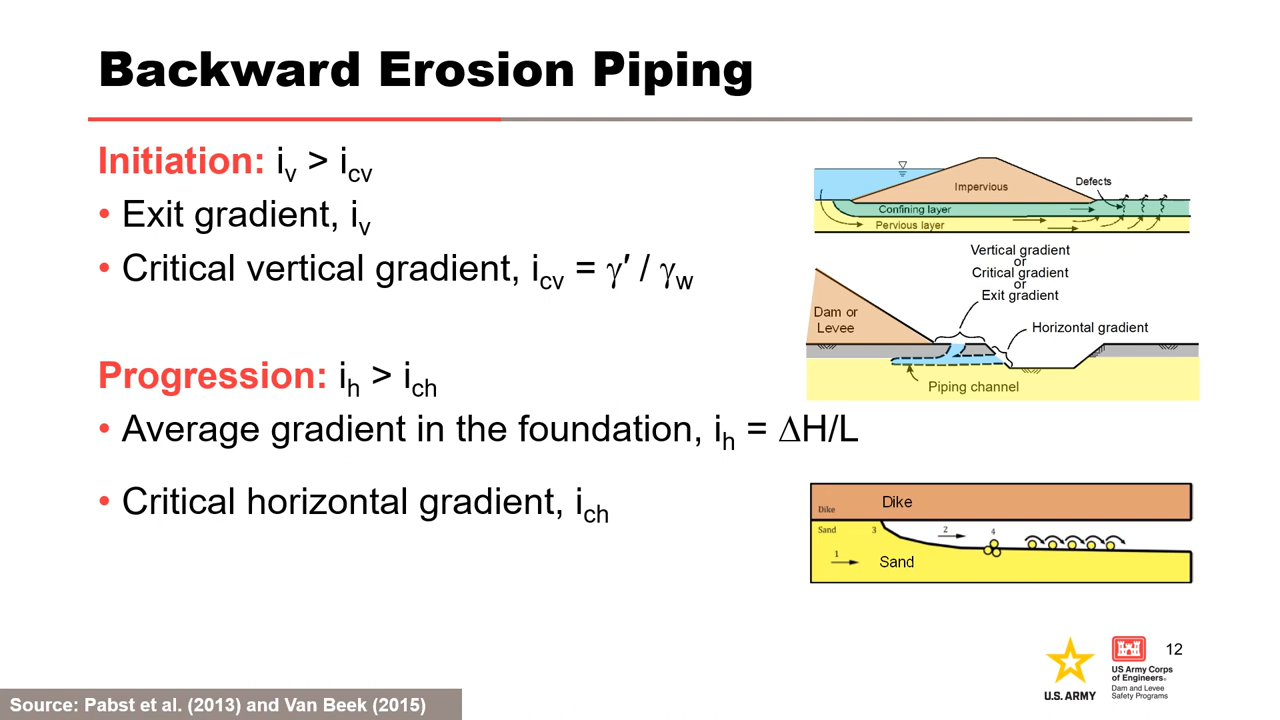 Backward Erosion Piping
Initiation: iv > icv
• Exit gradient, iv
• Critical vertical gradient, icv = γ′ / γw
Progression: ih > ich
• Average gradient in the foundation, ih = ΔH/L
• Critical horizontal gradient, ich
Defects
Impervious
Confining layer
Pervious layer
Vertical gradient
or
Critical gradient
or
Exit gradient
Dam or
Levee
Horizontal gradient
Piping channel
Dike
Dike
Sand
3
2
4
1
Sand
12
U.S. ARMY
US Army Corps
of Engineers®
Dam and Levee
Safety Programs
Source: Pabst et al. (2013) and Van Beek (2015)